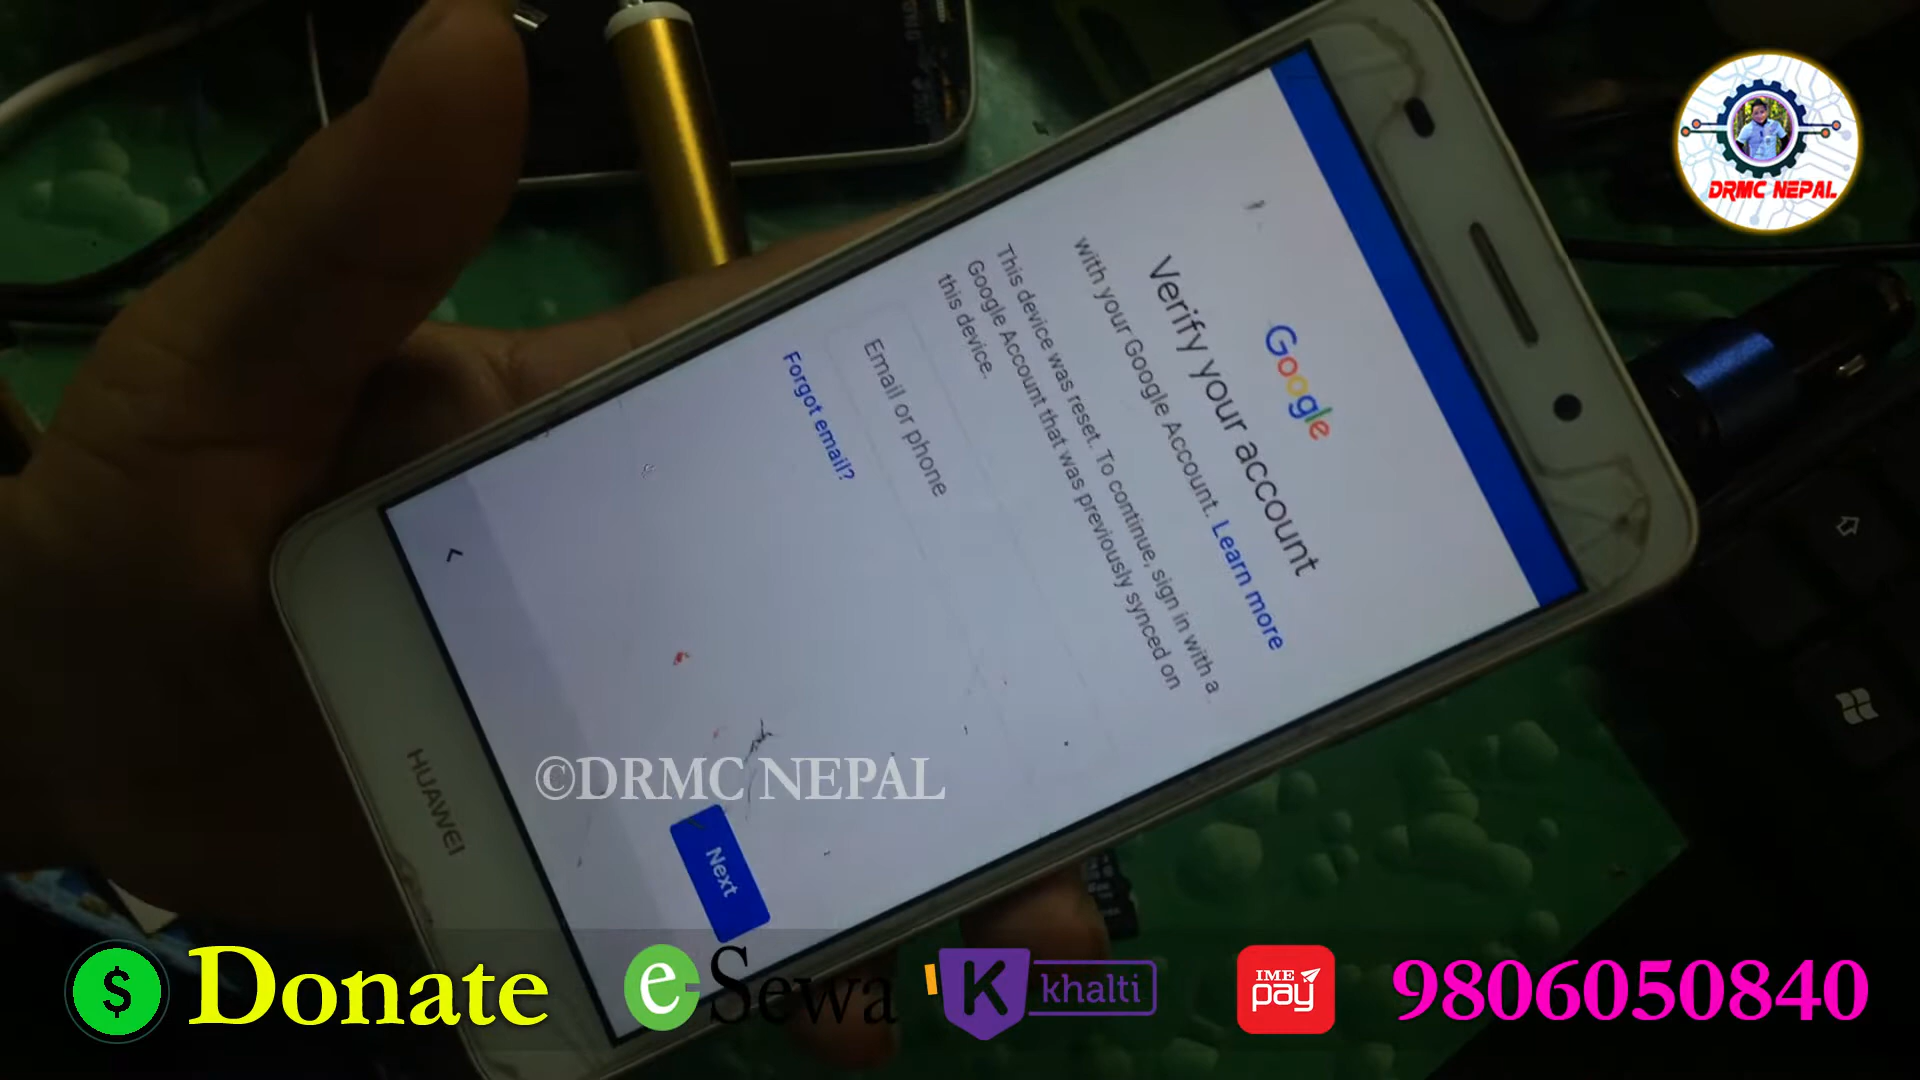 DRMC NEPAL
Google
Verify your account
with your Google Account. Learn more
This device was reset. To continue, sign in with a
Google Account that was previously synced on
this device.
Email or phone
Forgot email?
Next
HUAWEI
©DRMC NEPAL
$ Donate
e-Sewa
K khalti
IME
pay
9806050840